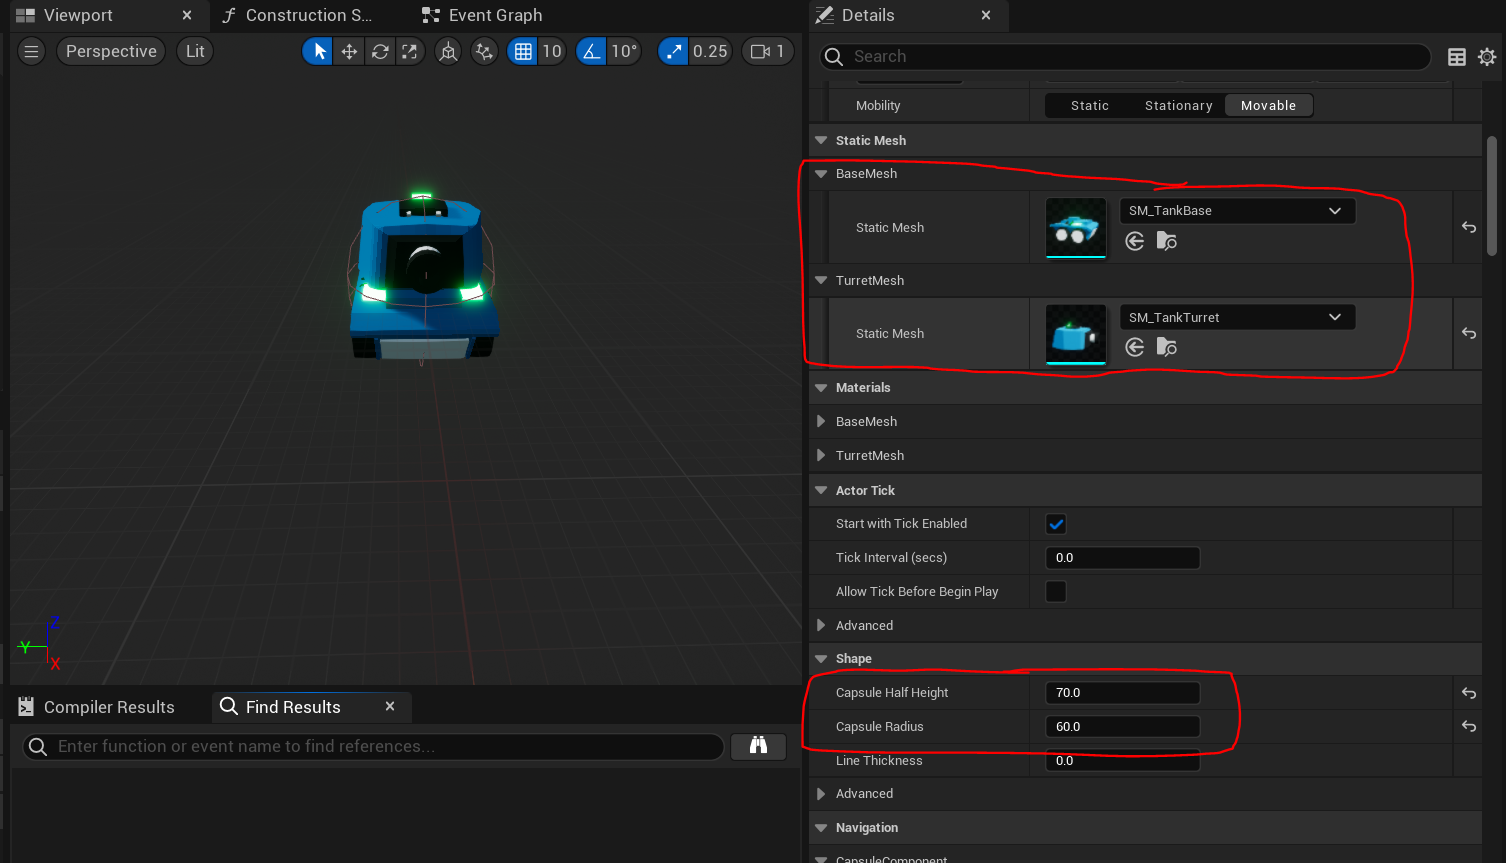 Viewport
Construction S...
Event Graph
Details
Perspective
Lit
10
10°
0.25
1
Search
Mobility
Static
Stationary
Movable
Static Mesh
BaseMesh
Static Mesh
SM_TankBase
TurretMesh
Static Mesh
SM_TankTurret
Materials
BaseMesh
TurretMesh
Actor Tick
Start with Tick Enabled
Tick Interval (secs)
0.0
Allow Tick Before Begin Play
Advanced
Shape
Capsule Half Height
70.0
Capsule Radius
60.0
Line Thickness
0.0
Advanced
Navigation
CapsuleComponent
Z
Y
X
Compiler Results
Find Results
Enter function or event name to find references...